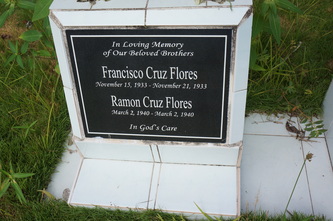 In Loving Memory
of Our Beloved Brothers
Francisco Cruz Flores
November 15, 1933 - November 21, 1933
Ramon Cruz Flores
March 2, 1940 - March 2, 1940
In God's Care